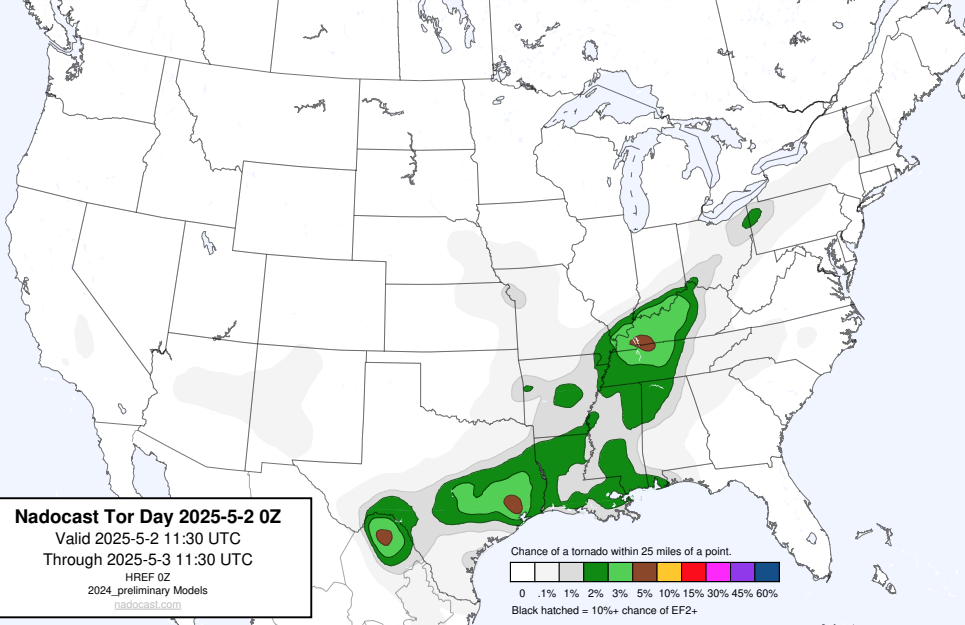 Nadocast Tor Day 2025-5-2 0Z
Valid 2025-5-2 11:30 UTC
Through 2025-5-3 11:30 UTC
HREF 0Z
2024_preliminary Models
nadocast.com
Chance of a tornado within 25 miles of a point.
0 .1% 1% 2% 3% 5% 10% 15% 30% 45% 60%
Black hatched = 10%+ chance of EF2+